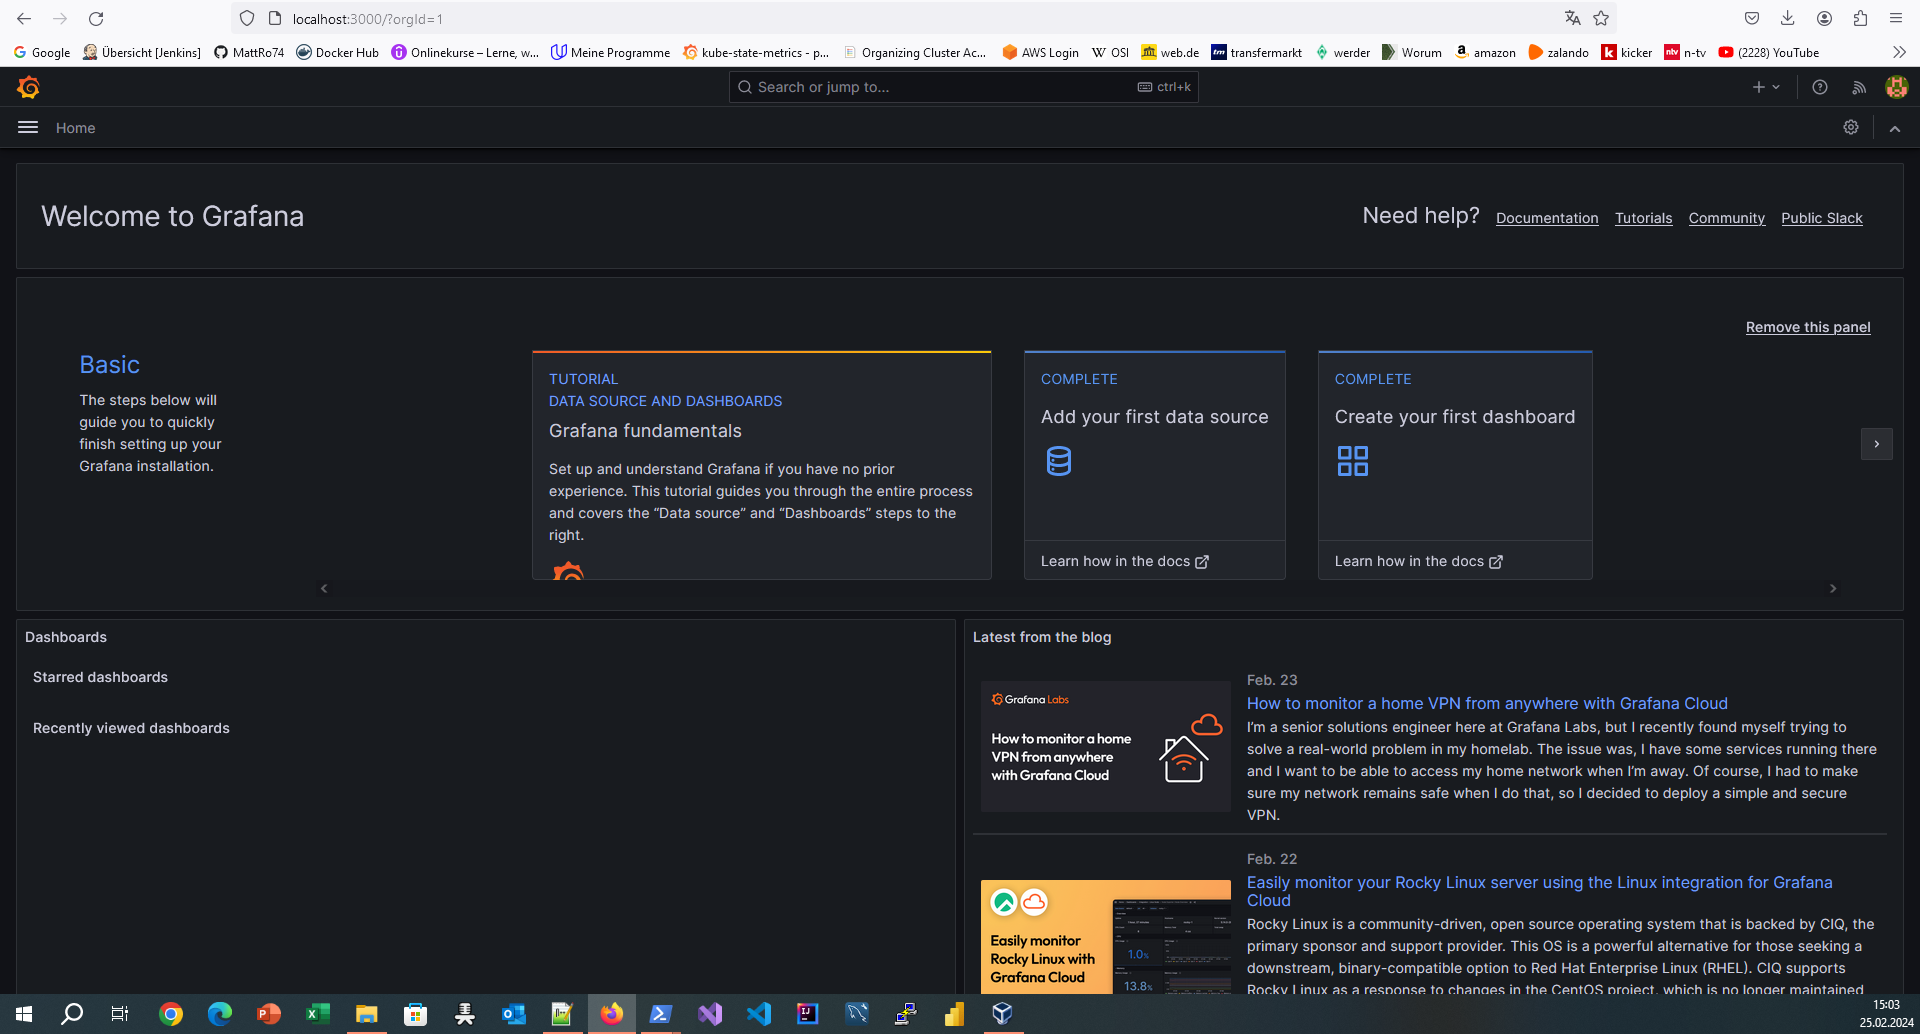 localhost:3000/?orgId=1
Google
Übersicht [Jenkins]
MattRo74
Docker Hub
Onlinekurse – Lerne, w...
Meine Programme
kube-state-metrics - p...
Organizing Cluster Ac...
AWS Login
OSI
web.de
transfermarkt
werder
Worum
amazon
zalando
kicker
n-tv
(2228) YouTube
Search or jump to...
ctrl+k
Home
Welcome to Grafana
Need help?
Documentation
Tutorials
Community
Public Slack
Remove this panel
Basic
The steps below will
guide you to quickly
finish setting up your
Grafana installation.
TUTORIAL
DATA SOURCE AND DASHBOARDS
Grafana fundamentals
Set up and understand Grafana if you have no prior
experience. This tutorial guides you through the entire process
and covers the “Data source” and “Dashboards” steps to the
right.
COMPLETE
Add your first data source
Learn how in the docs
COMPLETE
Create your first dashboard
Learn how in the docs
Dashboards
Starred dashboards
Recently viewed dashboards
Latest from the blog
Grafana Labs
How to monitor a home
VPN from anywhere
with Grafana Cloud
Feb. 23
How to monitor a home VPN from anywhere with Grafana Cloud
I’m a senior solutions engineer here at Grafana Labs, but I recently found myself trying to
solve a real-world problem in my homelab. The issue was, I have some services running there
and I want to be able to access my home network when I’m away. Of course, I had to make
sure my network remains safe when I do that, so I decided to deploy a simple and secure
VPN.
Easily monitor
Rocky Linux with
Grafana Cloud
1.0%
13.8%
Feb. 22
Easily monitor your Rocky Linux server using the Linux integration for Grafana
Cloud
Rocky Linux is a community-driven, open source operating system that is backed by CIQ, the
primary sponsor and support provider. This OS is a powerful alternative for those seeking a
downstream, binary-compatible option to Red Hat Enterprise Linux (RHEL). CIQ supports
Rocky Linux as a response to changes in the CentOS project, which is no longer maintained
15:03
25.02.2024